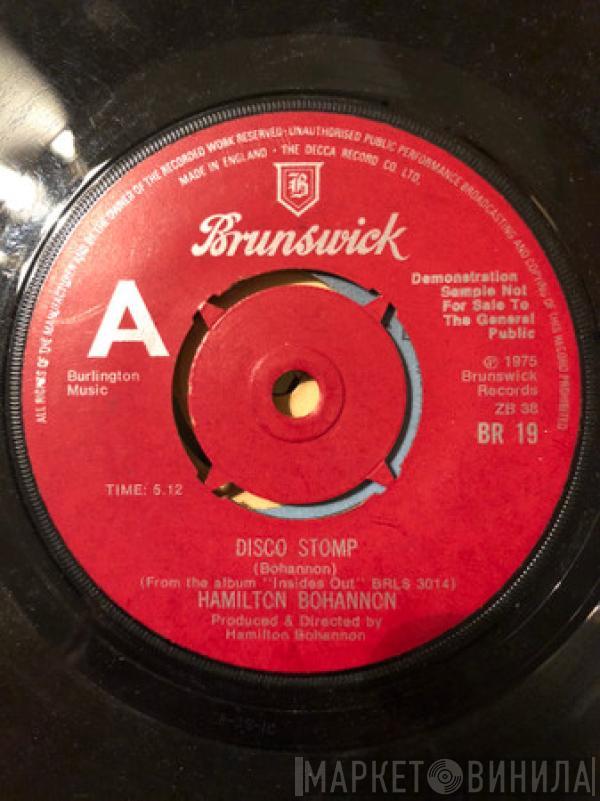 ALL RIGHTS OF THE MANUFACTURER AND OF THE OWNER OF THE RECORDED WORK RESERVED · UNAUTHORISED PUBLIC PERFORMANCE BROADCASTING AND COPYING OF THIS RECORD PROHIBITED
MADE IN ENGLAND · THE DECCA RECORD CO. LTD.
B
Brunswick
A
Burlington
Music
Demonstration
Sample Not
For Sale To
The General
Public
℗ 1975
Brunswick
Records
ZB 38
BR 19
TIME: 5.12
DISCO STOMP
(Bohannon)
(From the album "Insides Out" BRLS 3014)
HAMILTON BOHANNON
Produced & Directed by
Hamilton Bohannon
МАРКЕТ ВИНИЛА